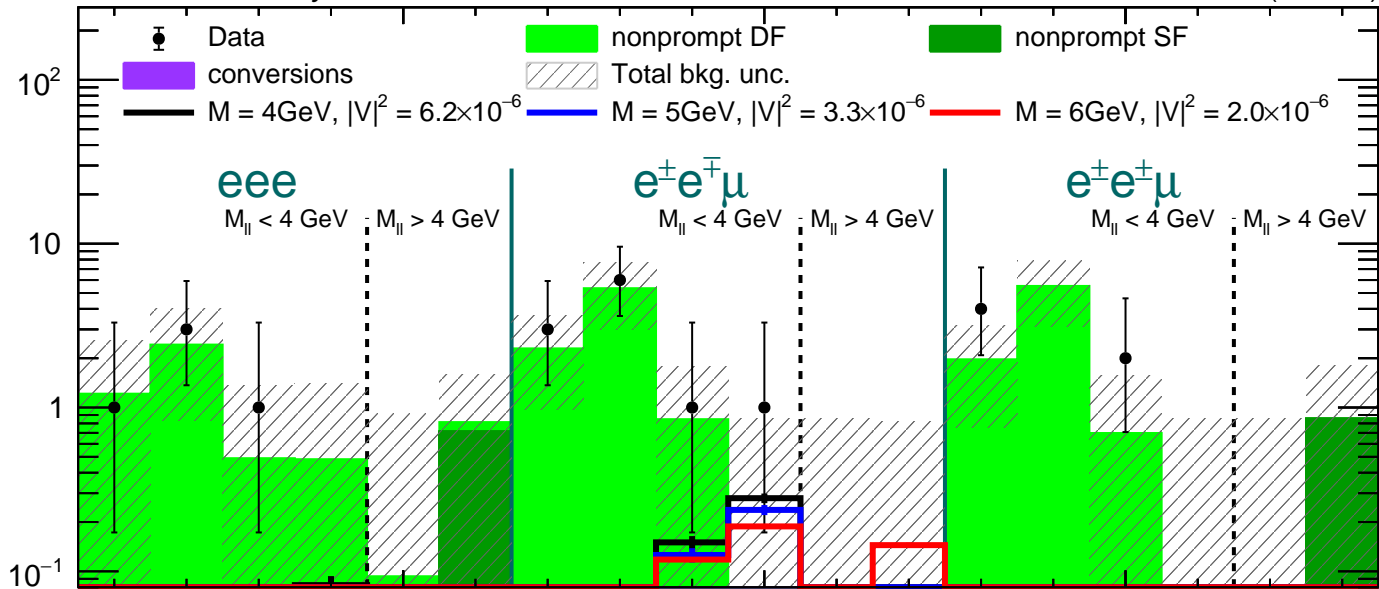 Data
nonprompt DF
nonprompt SF
conversions
Total bkg. unc.
M = 4GeV, |V|² = 6.2×10⁻⁶
M = 5GeV, |V|² = 3.3×10⁻⁶
M = 6GeV, |V|² = 2.0×10⁻⁶
10²
10
1
10⁻¹
eee
e±e∓μ
e±e±μ
M_ll < 4 GeV
M_ll > 4 GeV
M_ll < 4 GeV
M_ll > 4 GeV
M_ll < 4 GeV
M_ll > 4 GeV